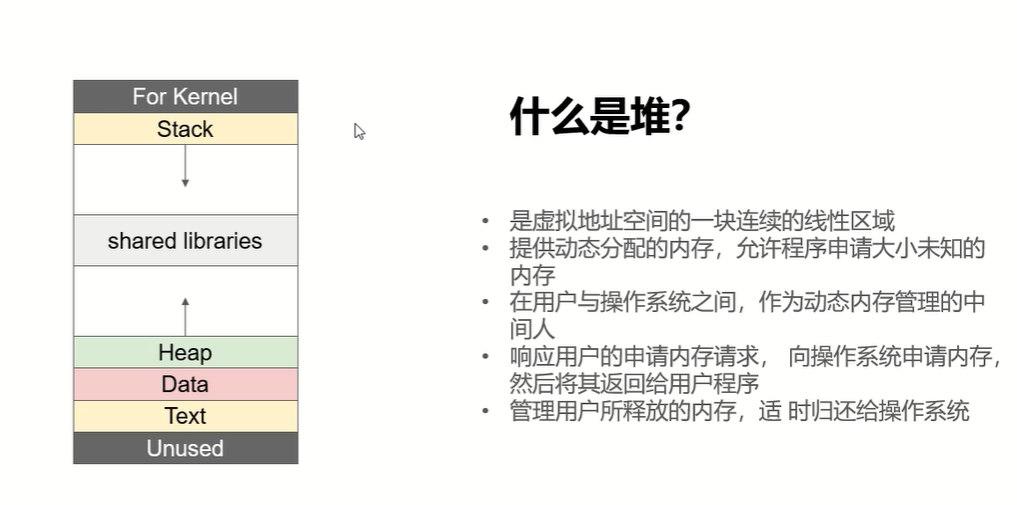 For Kernel
Stack
shared libraries
Heap
Data
Text
Unused
什么是堆?
• 是虚拟地址空间的一块连续的线性区域
• 提供动态分配的内存，允许程序申请大小未知的
内存
• 在用户与操作系统之间，作为动态内存管理的中
间人
• 响应用户的申请内存请求， 向操作系统申请内存，
然后将其返回给用户程序
• 管理用户所释放的内存，适 时归还给操作系统